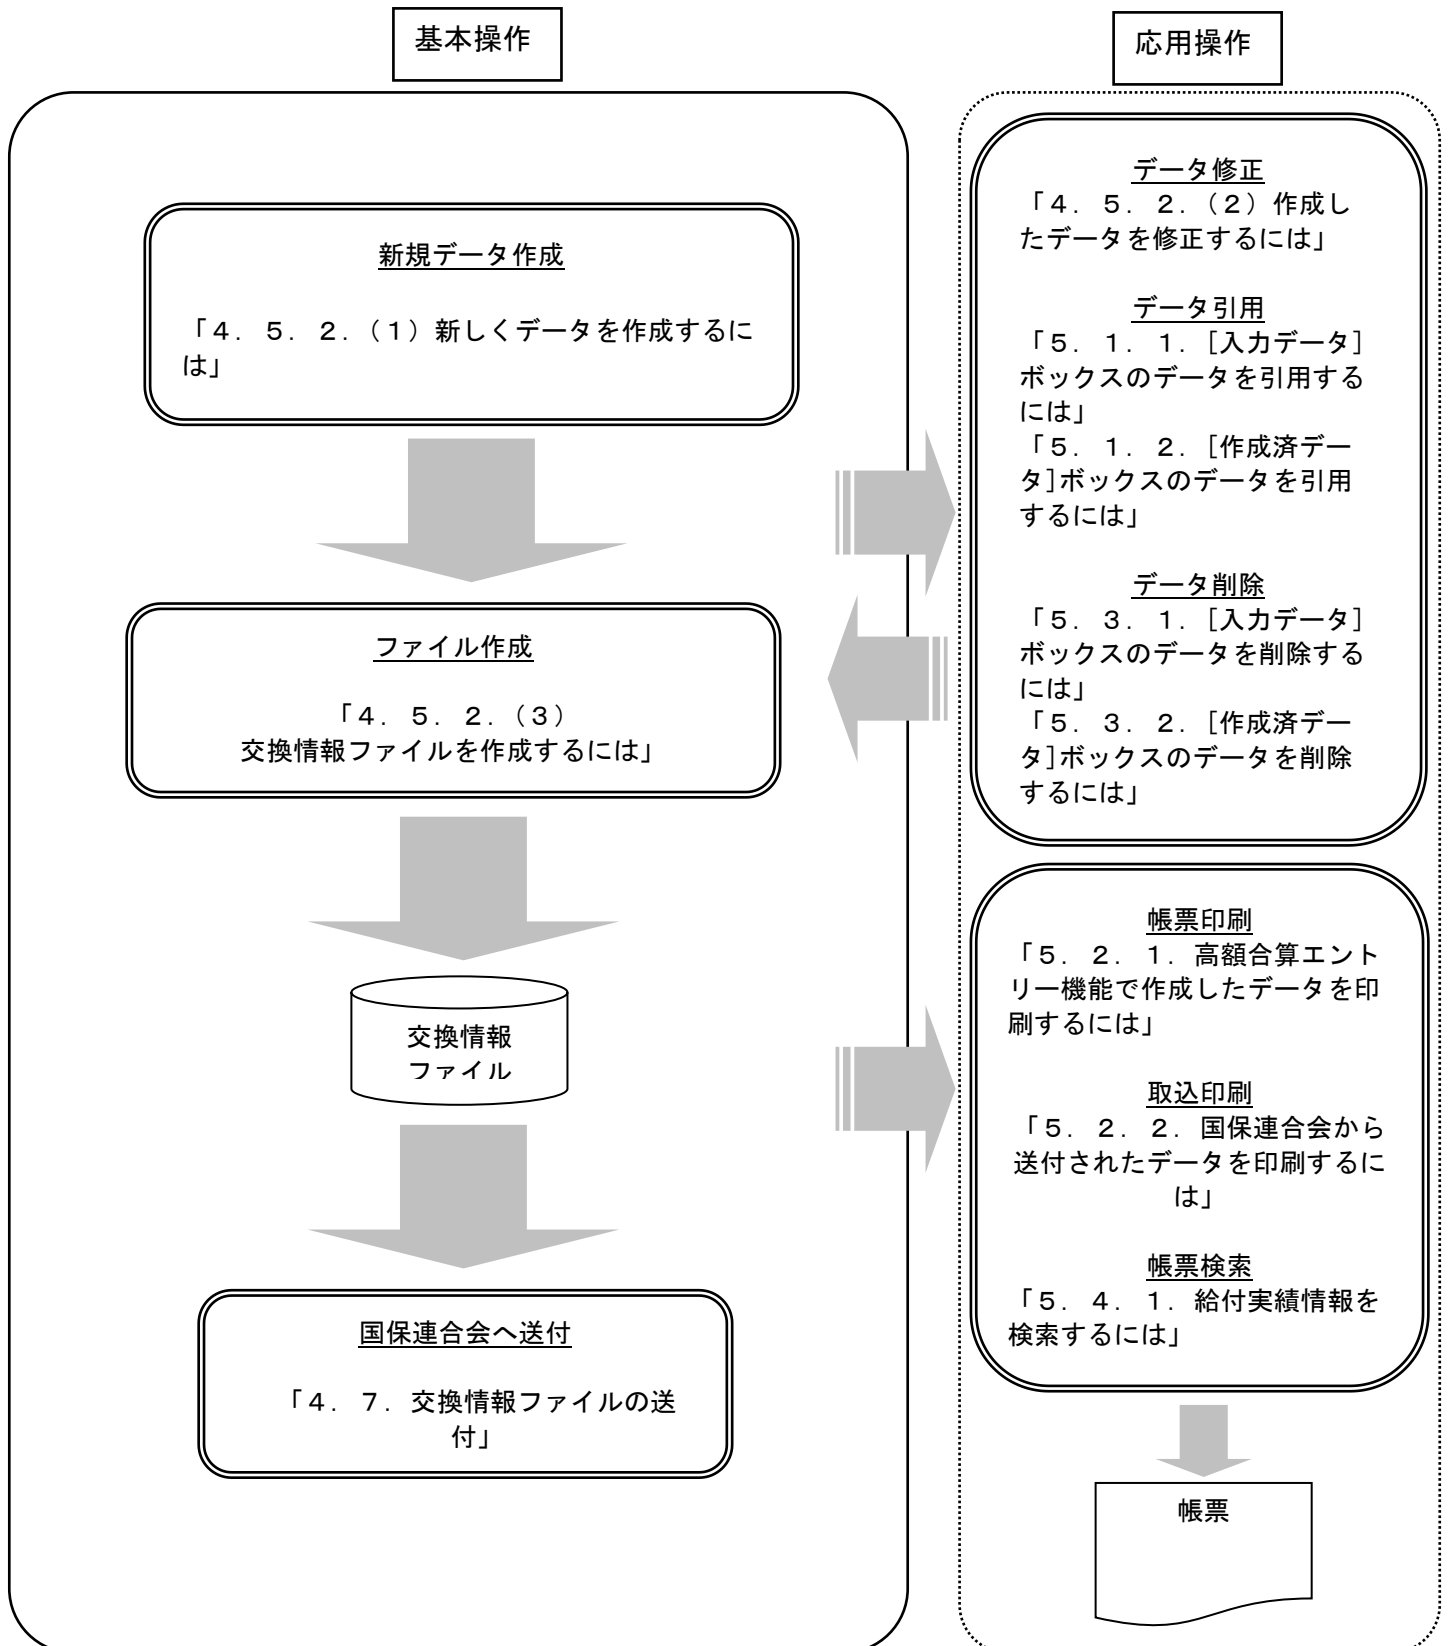 基本操作
新規データ作成
「４．５．２．（１）新しくデータを作成するに
は」
ファイル作成
「４．５．２．（３）
交換情報ファイルを作成するには」
交換情報
ファイル
国保連合会へ送付
「４．７．交換情報ファイルの送
付」
応用操作
データ修正
「４．５．２．（２）作成し
たデータを修正するには」
データ引用
「５．１．１．[入力データ]
ボックスのデータを引用する
には」
「５．１．２．[作成済デー
タ]ボックスのデータを引用
するには」
データ削除
「５．３．１．[入力データ]
ボックスのデータを削除する
には」
「５．３．２．[作成済デー
タ]ボックスのデータを削除
するには」
帳票印刷
「５．２．１．高額合算エント
リー機能で作成したデータを印
刷するには」
取込印刷
「５．２．２．国保連合会から
送付されたデータを印刷するに
は」
帳票検索
「５．４．１．給付実績情報を
検索するには」
帳票